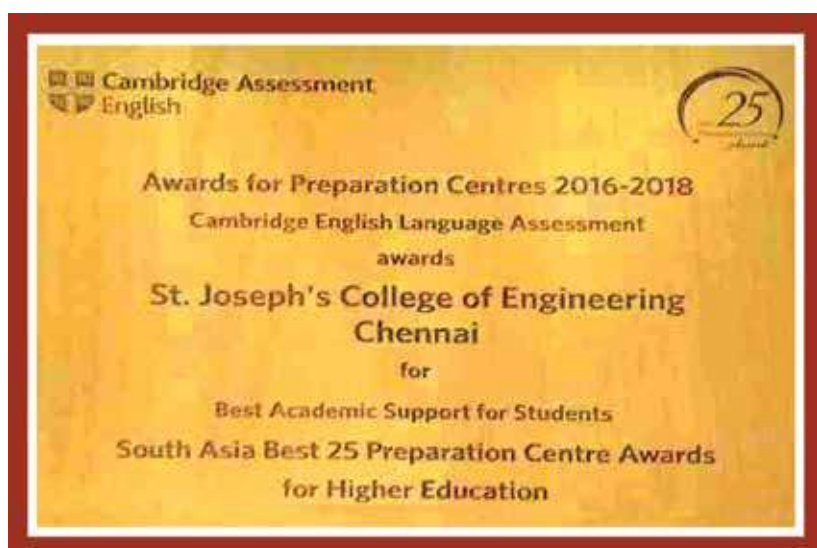 Cambridge Assessment
English
25
Awards for Preparation Centres 2016-2018
Cambridge English Language Assessment
awards
St. Joseph's College of Engineering
Chennai
for
Best Academic Support for Students
South Asia Best 25 Preparation Centre Awards
for Higher Education